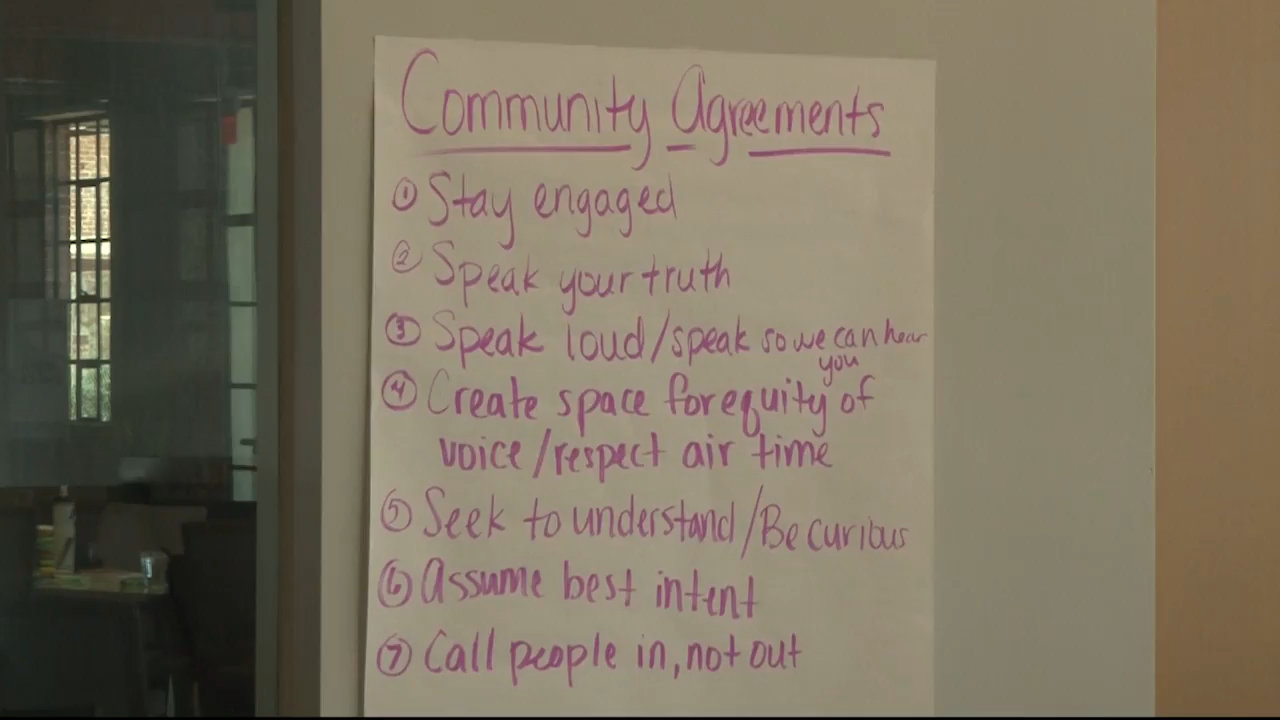 Community Agreements
① Stay engaged
② Speak your truth
③ Speak loud/speak so we can hear
you
④ Create space for equity of
voice/respect air time
⑤ Seek to understand/Be curious
⑥ Assume best intent
⑦ Call people in, not out